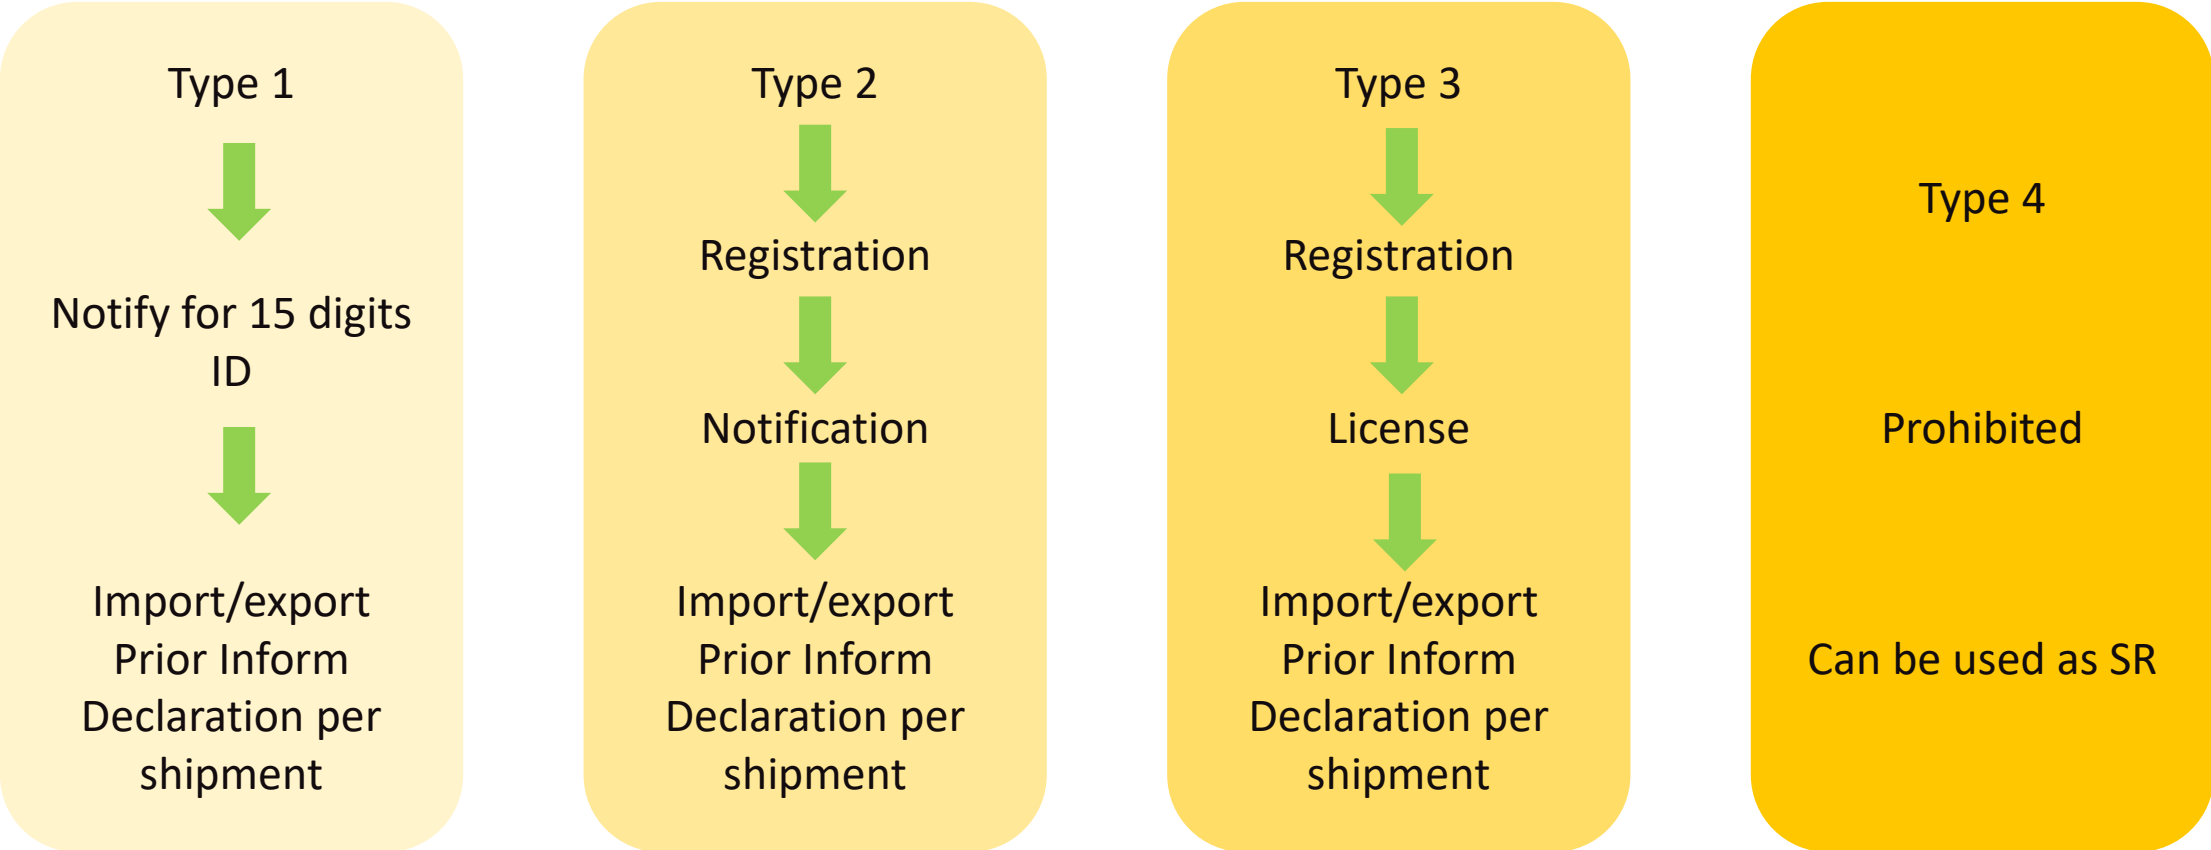 Type 1
Notify for 15 digits
ID
Import/export
Prior Inform
Declaration per
shipment
Type 2
Registration
Notification
Import/export
Prior Inform
Declaration per
shipment
Type 3
Registration
License
Import/export
Prior Inform
Declaration per
shipment
Type 4
Prohibited
Can be used as SR